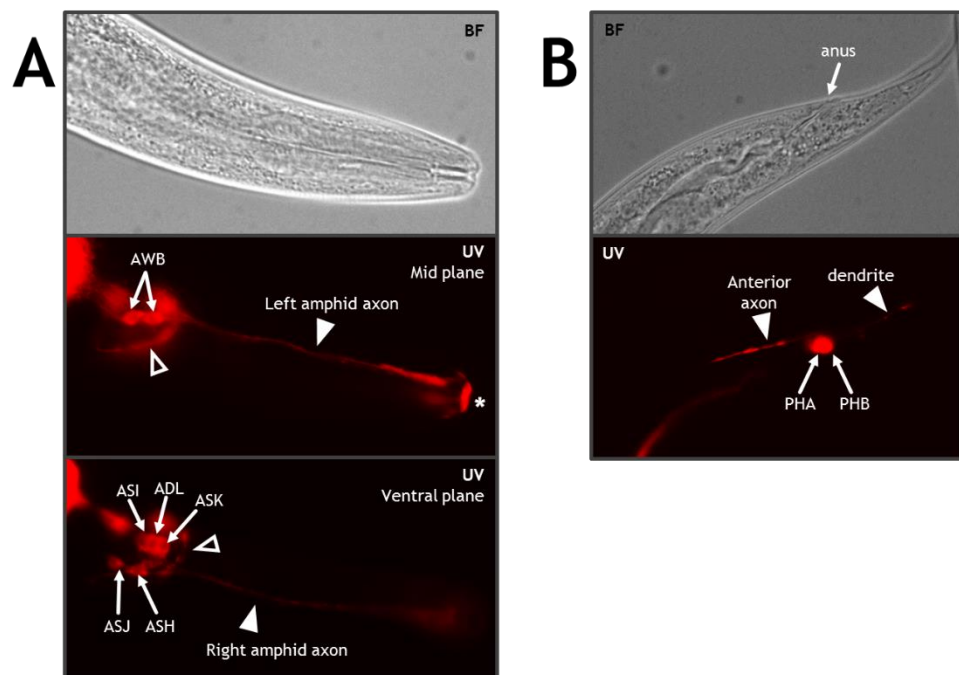 A
BF
UV
Mid plane
AWB
Left amphid axon
*
UV
Ventral plane
ASI
ADL
ASK
ASJ
ASH
Right amphid axon
B
BF
anus
UV
Anterior
axon
dendrite
PHA
PHB